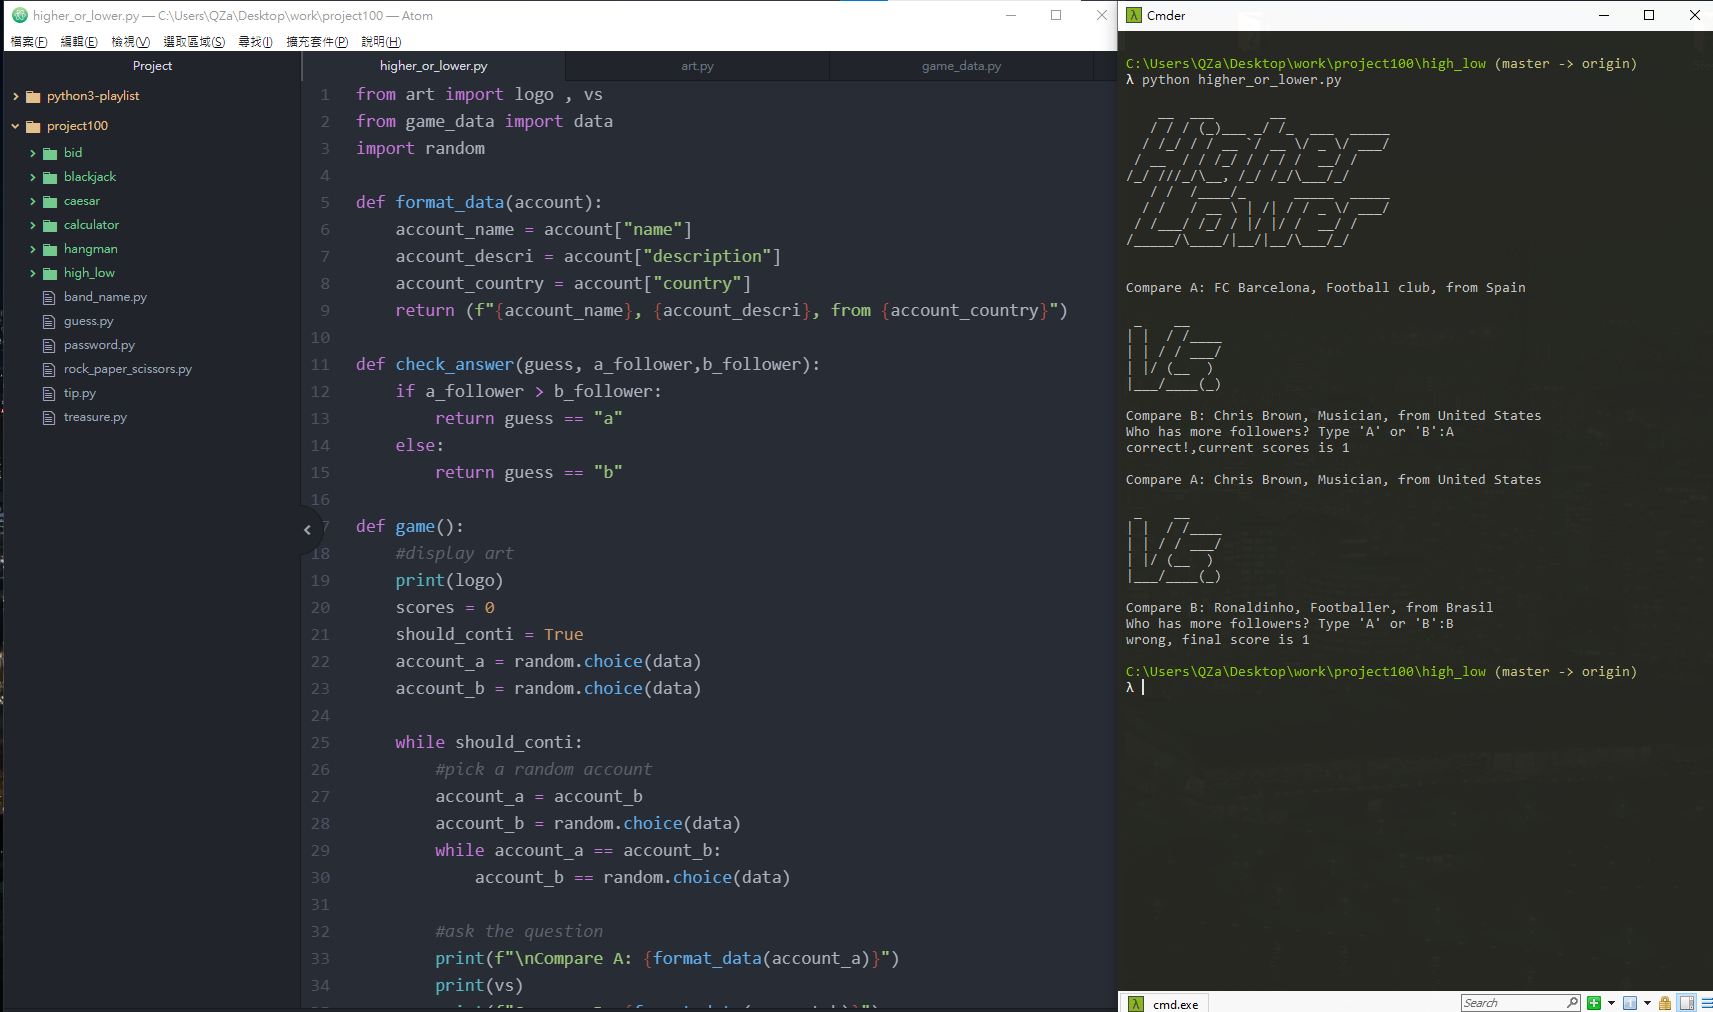 higher_or_lower.py — C:\Users\QZa\Desktop\work\project100 — Atom
檔案(F) 編輯(E) 檢視(V) 選取區域(S) 尋找(I) 擴充套件(P) 說明(H)
Project
python3-playlist
project100
bid
blackjack
caesar
calculator
hangman
high_low
band_name.py
guess.py
password.py
rock_paper_scissors.py
tip.py
treasure.py
higher_or_lower.py art.py game_data.py
1 from art import logo , vs
2 from game_data import data
3 import random
4
5 def format_data(account):
6     account_name = account["name"]
7     account_descri = account["description"]
8     account_country = account["country"]
9     return (f"{account_name}, {account_descri}, from {account_country}")
10
11 def check_answer(guess, a_follower,b_follower):
12     if a_follower > b_follower:
13         return guess == "a"
14     else:
15         return guess == "b"
16
7 def game():
18     #display art
19     print(logo)
20     scores = 0
21     should_conti = True
22     account_a = random.choice(data)
23     account_b = random.choice(data)
24
25     while should_conti:
26         #pick a random account
27         account_a = account_b
28         account_b = random.choice(data)
29         while account_a == account_b:
30             account_b == random.choice(data)
31
32         #ask the question
33         print(f"\nCompare A: {format_data(account_a)}")
34         print(vs)
Cmder
C:\Users\QZa\Desktop\work\project100\high_low (master -> origin)
λ python higher_or_lower.py
Higher
Lower
Compare A: FC Barcelona, Football club, from Spain
Vs.
Compare B: Chris Brown, Musician, from United States
Who has more followers? Type 'A' or 'B':A
correct!,current scores is 1
Compare A: Chris Brown, Musician, from United States
Vs.
Compare B: Ronaldinho, Footballer, from Brasil
Who has more followers? Type 'A' or 'B':B
wrong, final score is 1
C:\Users\QZa\Desktop\work\project100\high_low (master -> origin)
λ
cmd.exe
Search